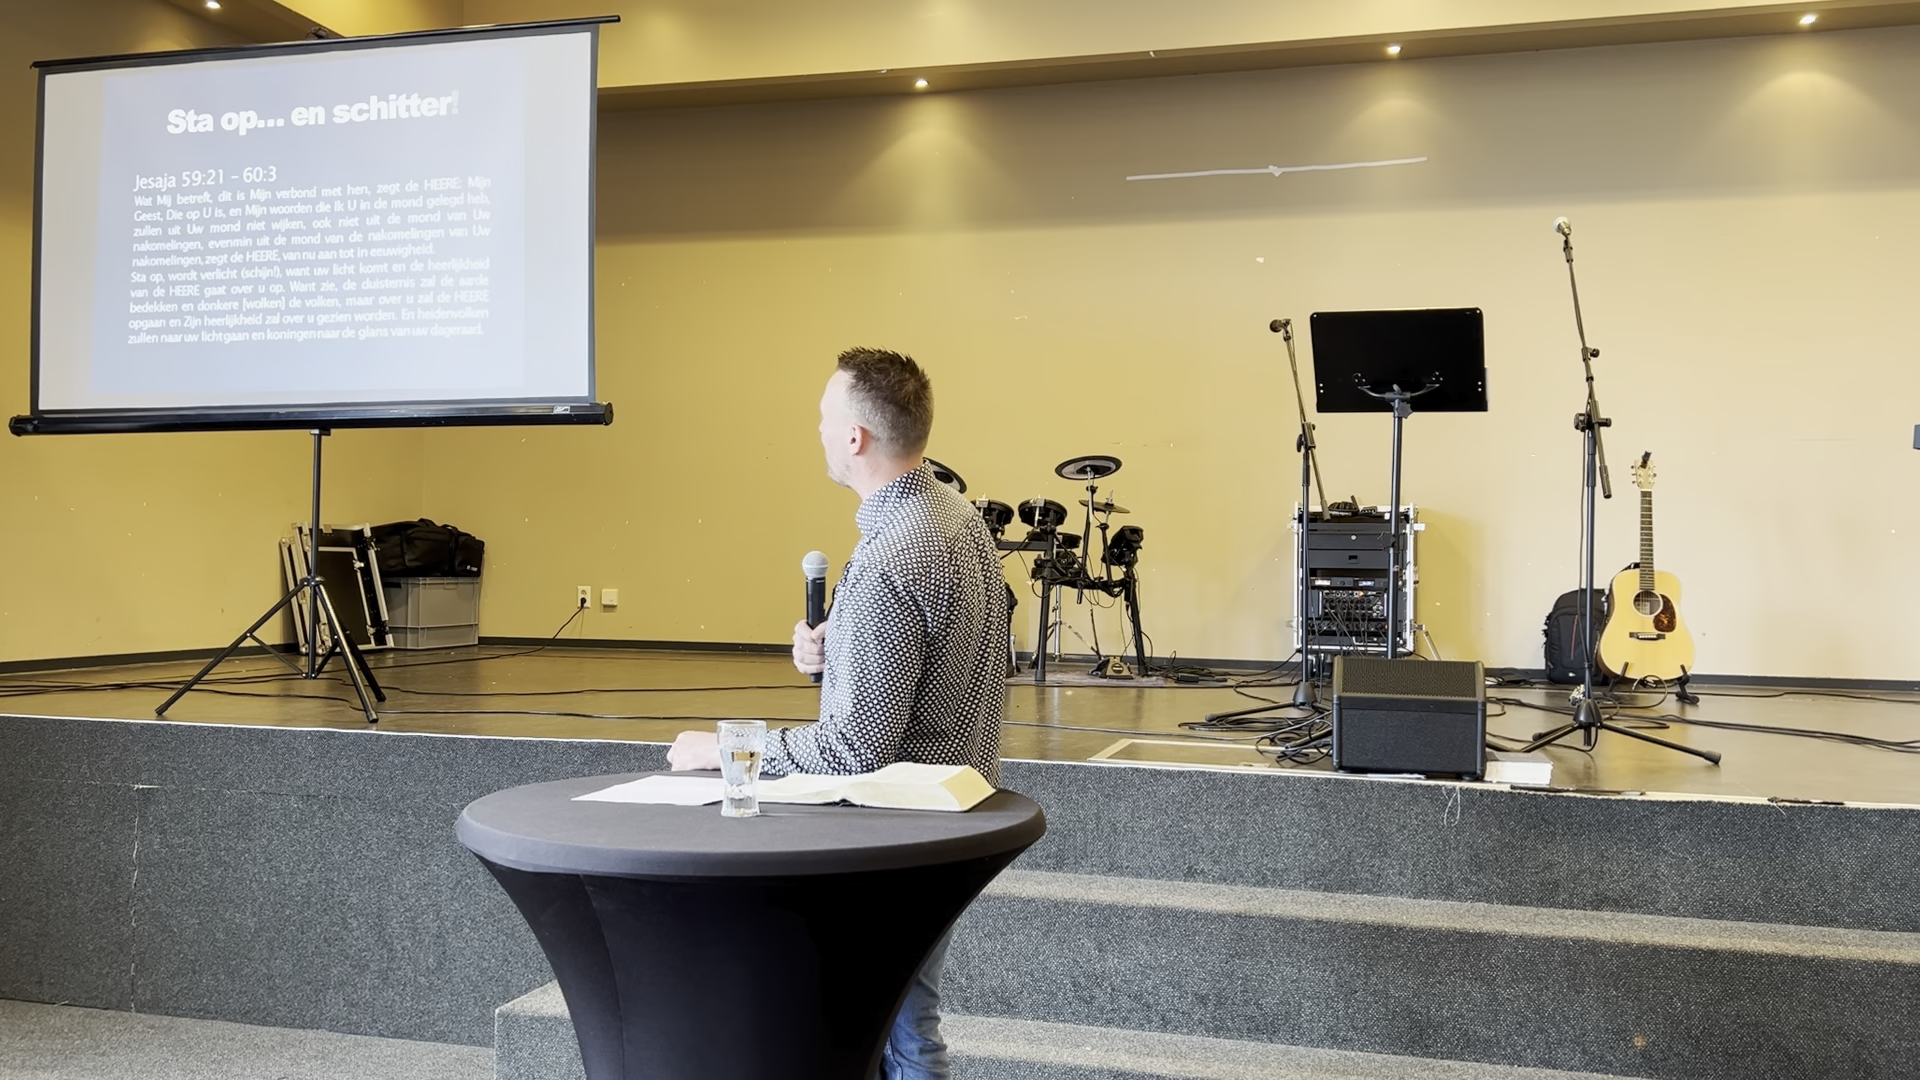 Sta op... en schitter!
Jesaja 59:21 – 60:3
Wat Mij betreft, dit is Mijn verbond met hen, zegt de HEERE: Mijn
Geest, Die op U is, en Mijn woorden die Ik U in de mond gelegd heb,
zullen uit Uw mond niet wijken, ook niet uit de mond van Uw
nakomelingen, evenmin uit de mond van de nakomelingen van Uw
nakomelingen, zegt de HEERE, van nu aan tot in eeuwigheid.
Sta op, wordt verlicht (schijn!), want uw licht komt en de heerlijkheid
van de HEERE gaat over u op. Want zie, de duisternis zal de aarde
bedekken en donkere [wolken] de volken, maar over u zal de HEERE
opgaan en Zijn heerlijkheid zal over u gezien worden. En heidenvolken
zullen naar uw licht gaan en koningen naar de glans van uw dageraad.